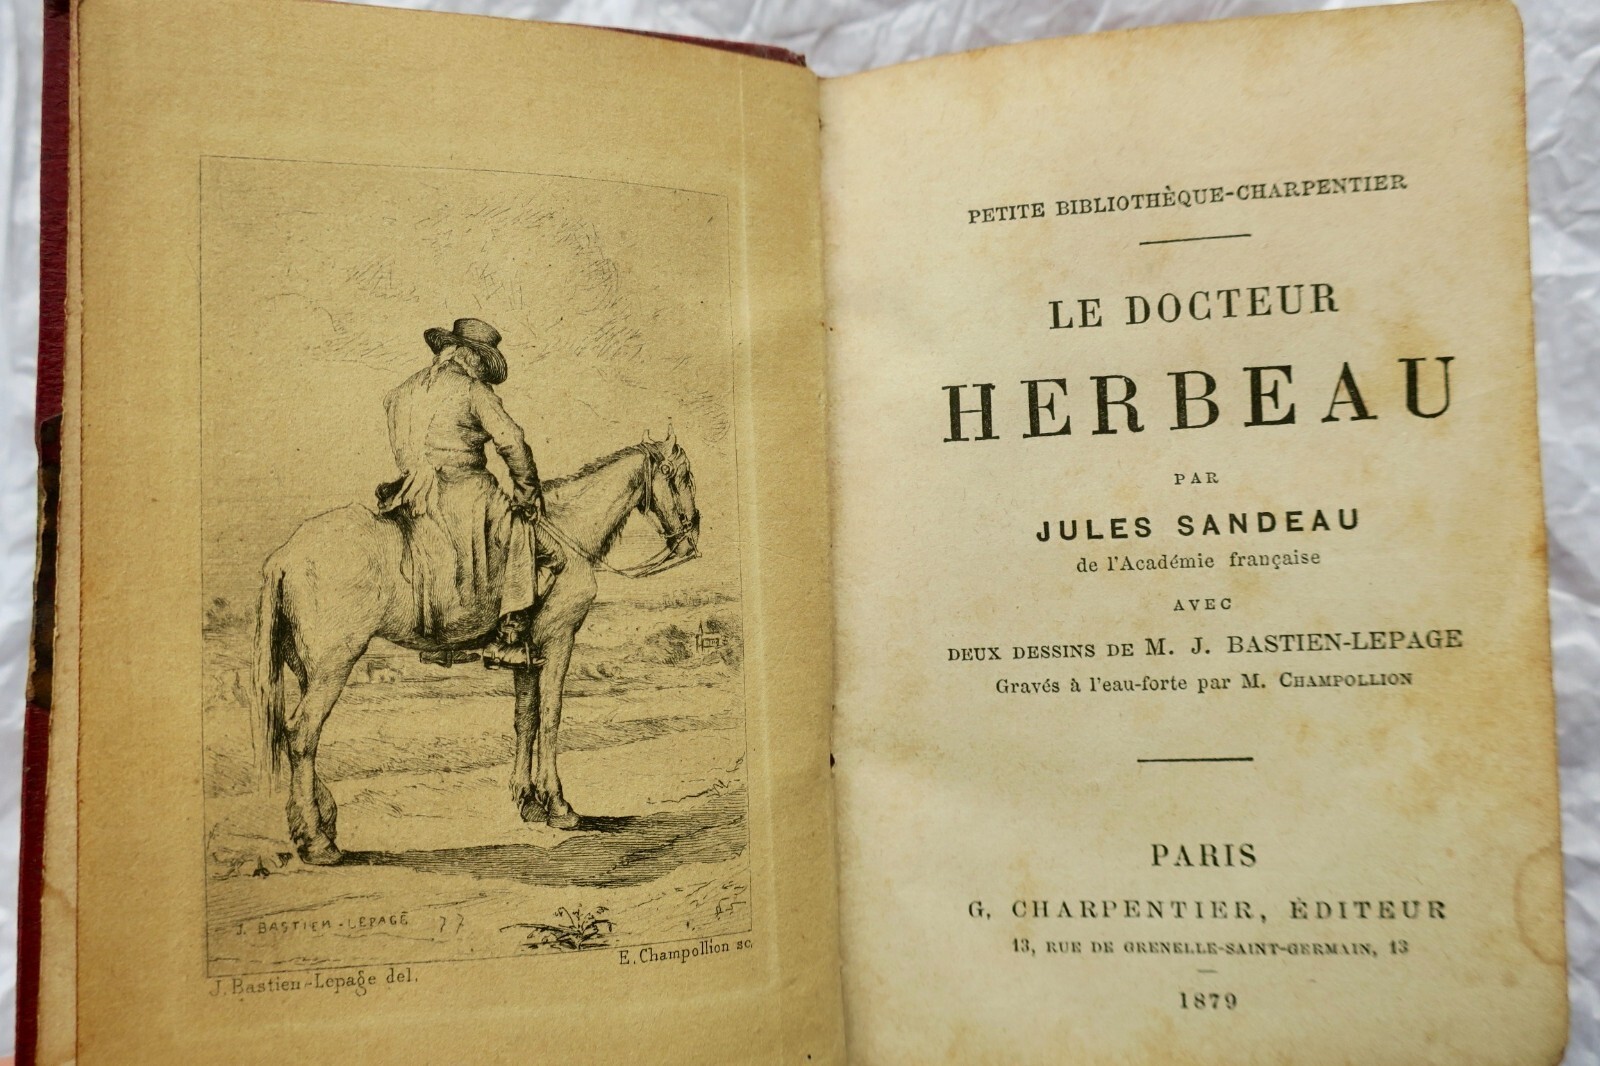 J. BASTIEN-LEPAGE 77
J. Bastien-Lepage del.
E. Champollion sc.
PETITE BIBLIOTHÈQUE-CHARPENTIER
LE DOCTEUR
HERBEAU
PAR
JULES SANDEAU
de l'Académie française
AVEC
DEUX DESSINS DE M. J. BASTIEN-LEPAGE
Gravés à l'eau-forte par M. CHAMPOLLION
PARIS
G. CHARPENTIER, ÉDITEUR
13, RUE DE GRENELLE-SAINT-GERMAIN, 13
1879